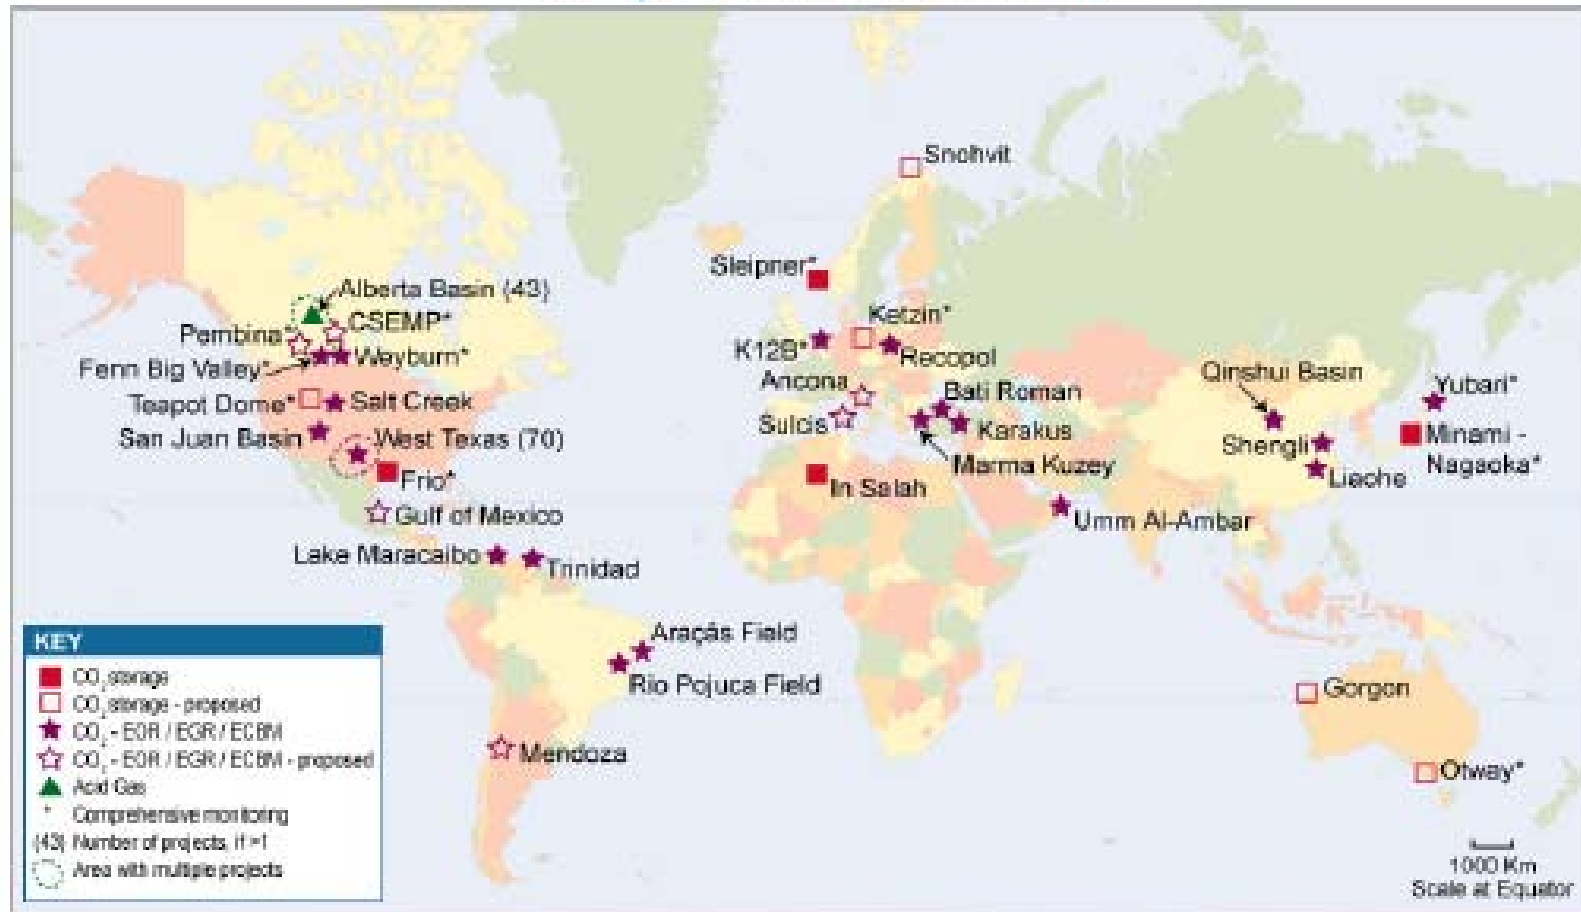 Snohvit
Sleipner*
Alberta Basin (43)
Pembina*
CSEMP*
Fenn Big Valley*
Weyburn*
Ketzin*
K12B*
Recopol
Teapot Dome*
Salt Creek
Ancona
Bati Roman
Qinshui Basin
Yubari*
San Juan Basin
West Texas (70)
Sulcis
Karakus
Shengli
Minami -
Nagaoka*
Frio*
In Salah
Marma Kuzey
Liaohe
Gulf of Mexico
Umm Al-Ambar
Lake Maracaibo
Trinidad
Araçás Field
Rio Pojuca Field
Mendoza
Gorgon
Otway*
KEY
CO2 storage
CO2 storage - proposed
CO2 - EOR / EGR / ECBM
CO2 - EOR / EGR / ECBM - proposed
Acid Gas
* Comprehensive monitoring
(43) Number of projects, if >1
Area with multiple projects
1000 Km
Scale at Equator